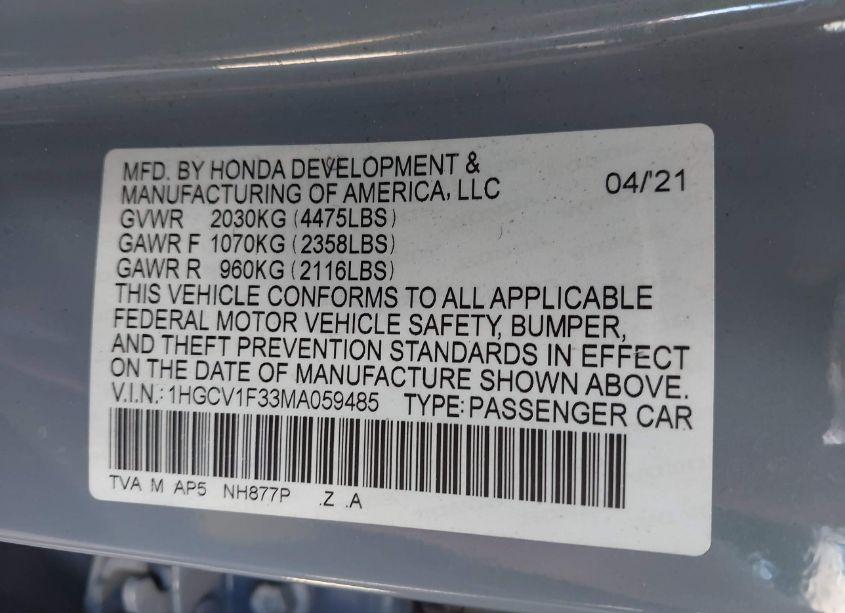 MFD. BY HONDA DEVELOPMENT &
MANUFACTURING OF AMERICA, LLC 04/'21
GVWR 2030KG (4475LBS)
GAWR F 1070KG (2358LBS)
GAWR R 960KG (2116LBS)
THIS VEHICLE CONFORMS TO ALL APPLICABLE
FEDERAL MOTOR VEHICLE SAFETY, BUMPER,
AND THEFT PREVENTION STANDARDS IN EFFECT
ON THE DATE OF MANUFACTURE SHOWN ABOVE.
V.I.N.: 1HGCV1F33MA059485 TYPE: PASSENGER CAR
TVA M AP5 NH877P .Z .A